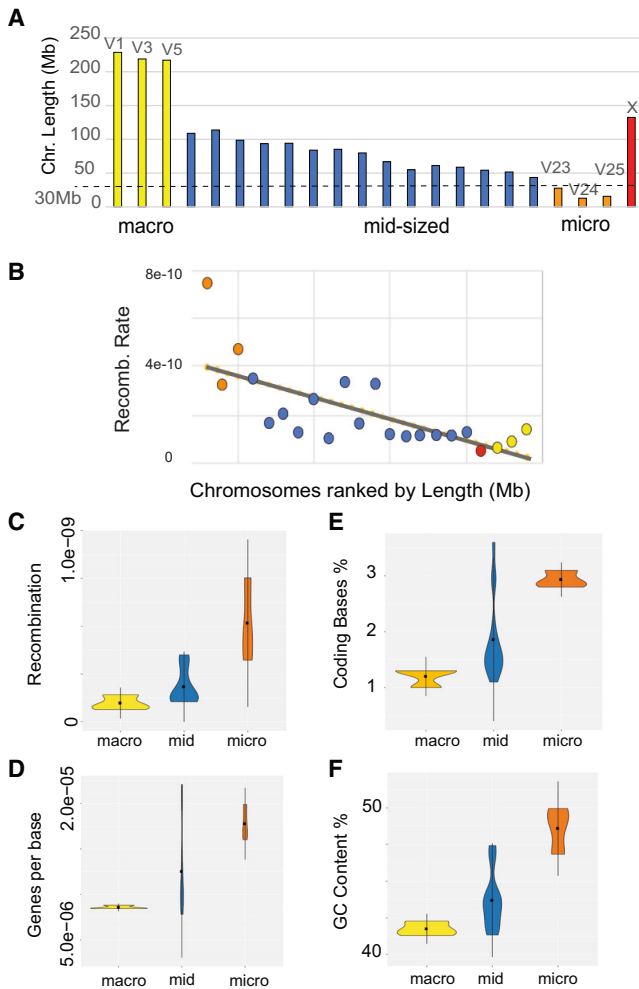 A
Chr. Length (Mb)
250
200
150
100
50
30Mb
0
V1
V3
V5
V23
V24
V25
X
macro
mid-sized
micro
B
Recomb. Rate
8e-10
4e-10
0
Chromosomes ranked by Length (Mb)
C
Recombination
1.0e−09
0
macro
mid
micro
D
Genes per base
2.0e−05
5.0e−06
macro
mid
micro
E
Coding Bases %
3
2
1
macro
mid
micro
F
GC Content %
50
40
macro
mid
micro